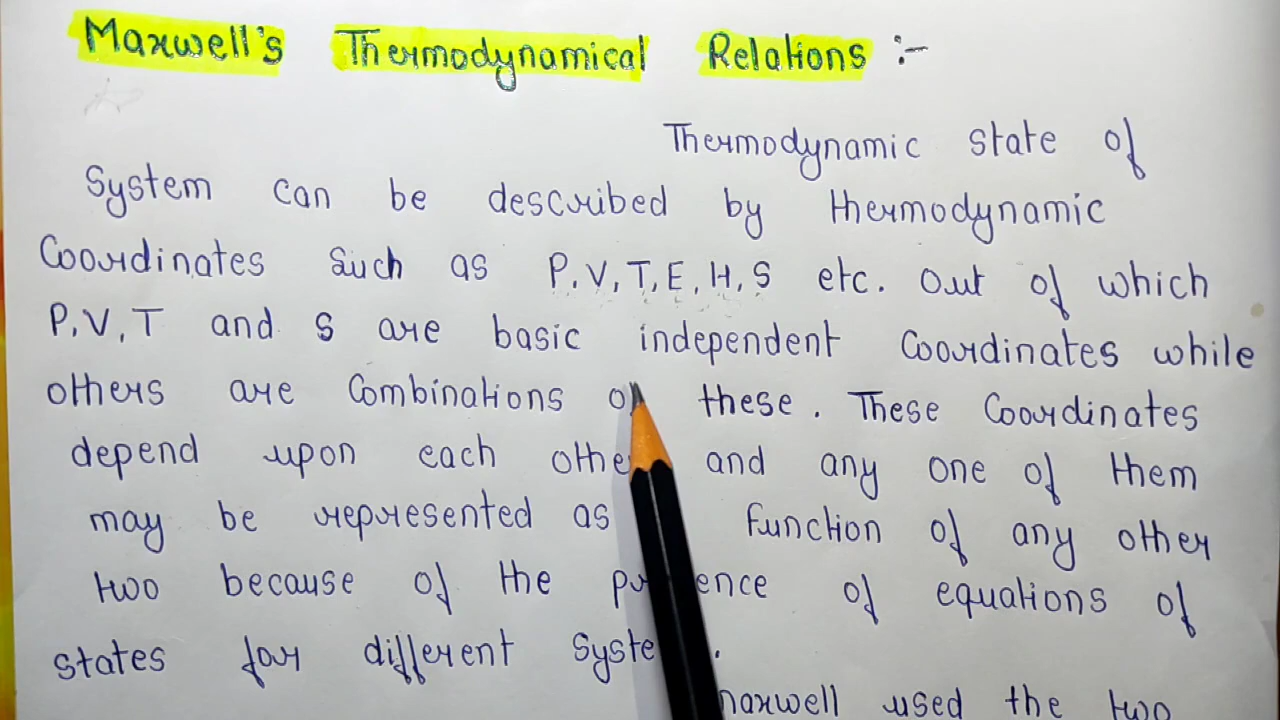 Maxwell's Thermodynamical Relations :-
Thermodynamic state of
System can be described by thermodynamic
Coordinates Such as P, V, T, E, H, S etc. Out of which
P, V, T and S are basic independent Coordinates while
others are Combinations of these. These Coordinates
depend upon each other and any one of them
may be represented as function of any other
two because of the of equations of
states for different
maxwell used the two